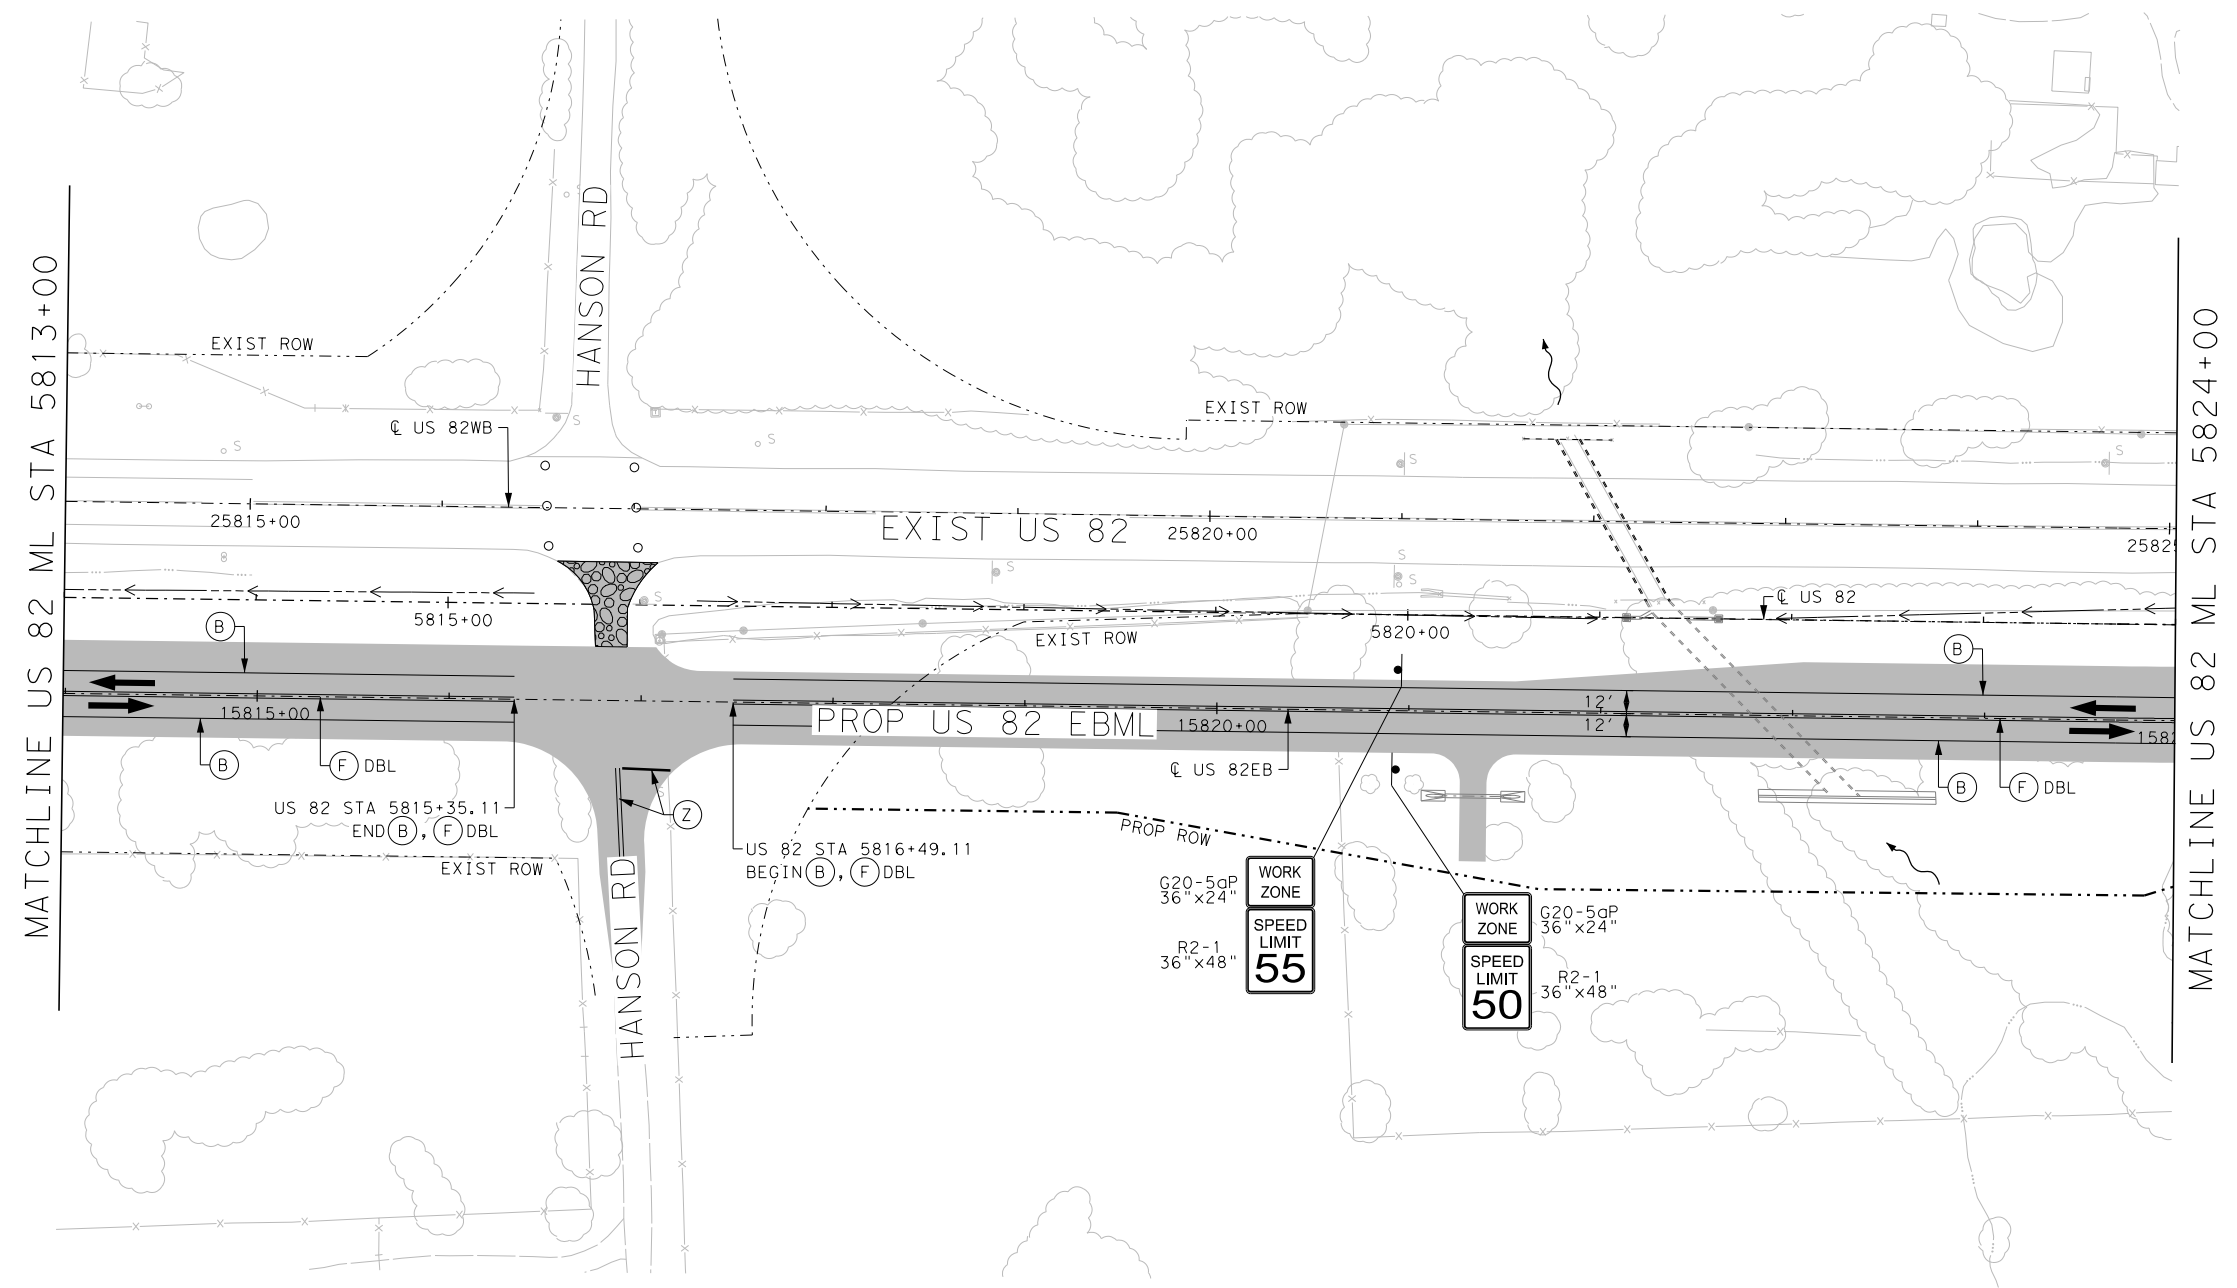 MATCHLINE US 82 ML STA 5813+00
HANSON RD
EXIST ROW
EXIST ROW
℄ US 82WB
S
S
S
S
25815+00
EXIST US 82
25820+00
25825
S
S
S
S
℄ US 82
5815+00
EXIST ROW
5820+00
B
B
12'
12'
15815+00
PROP US 82 EBML
15820+00
1582
B
F DBL
℄ US 82EB
B
F DBL
US 82 STA 5815+35.11
END B, F DBL
Z
PROP ROW
US 82 STA 5816+49.11
BEGIN B, F DBL
EXIST ROW
HANSON RD
G20-5aP
36"x24"
WORK
ZONE
R2-1
36"x48"
SPEED
LIMIT
55
WORK
ZONE
G20-5aP
36"x24"
SPEED
LIMIT
50
R2-1
36"x48"
MATCHLINE US 82 ML STA 5824+00